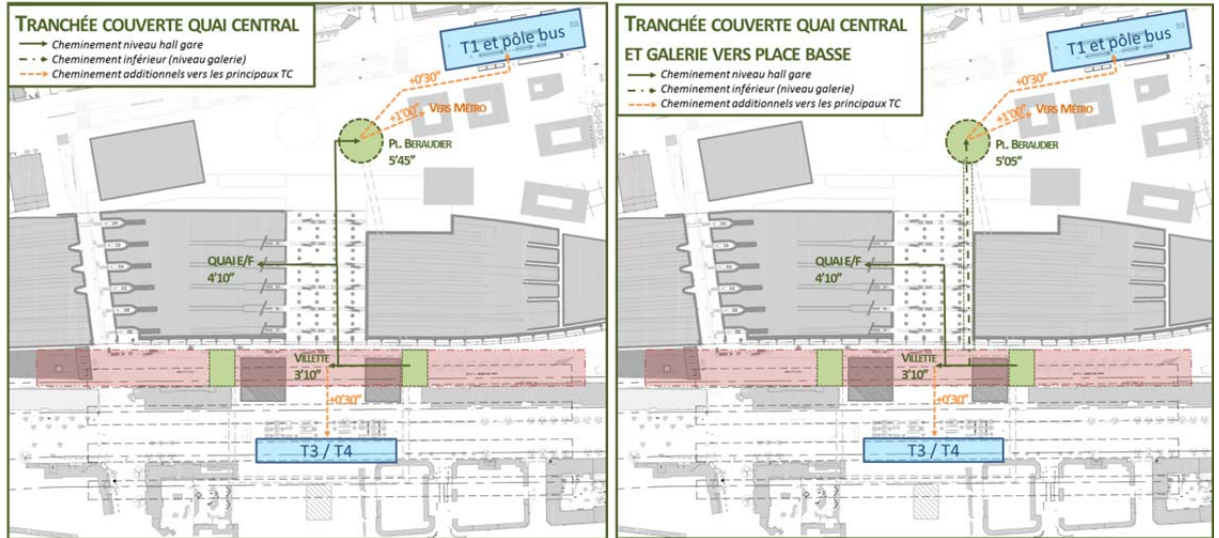 TRANCHÉE COUVERTE QUAI CENTRAL
Cheminement niveau hall gare
Cheminement inférieur (niveau galerie)
Cheminement additionnels vers les principaux TC
T1 et pôle bus
+0'30"
+1'00" VERS MÉTRO
PL. BERAUDIER
5'45"
QUAI E/F
4'10"
VILLETTE
3'10"
+0'30"
T3 / T4
TRANCHÉE COUVERTE QUAI CENTRAL
ET GALERIE VERS PLACE BASSE
Cheminement niveau hall gare
Cheminement inférieur (niveau galerie)
Cheminement additionnels vers les principaux TC
T1 et pôle bus
+0'30"
+1'00" VERS MÉTRO
PL. BERAUDIER
5'05"
QUAI E/F
4'10"
VILLETTE
3'10"
+0'30"
T3 / T4